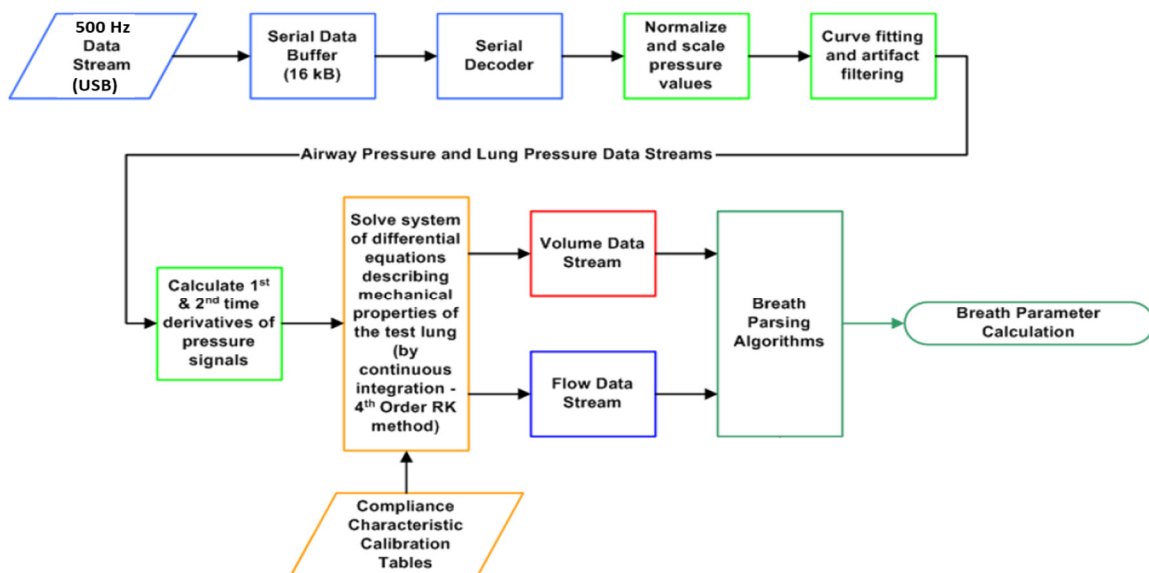 500 Hz
Data
Stream
(USB)
Serial Data
Buffer
(16 kB)
Serial
Decoder
Normalize
and scale
pressure
values
Curve fitting
and artifact
filtering
Airway Pressure and Lung Pressure Data Streams
Calculate 1st
& 2nd time
derivatives of
pressure
signals
Solve system
of differential
equations
describing
mechanical
properties of
the test lung
(by
continuous
integration -
4th Order RK
method)
Compliance
Characteristic
Calibration
Tables
Volume Data
Stream
Flow Data
Stream
Breath
Parsing
Algorithms
Breath Parameter
Calculation